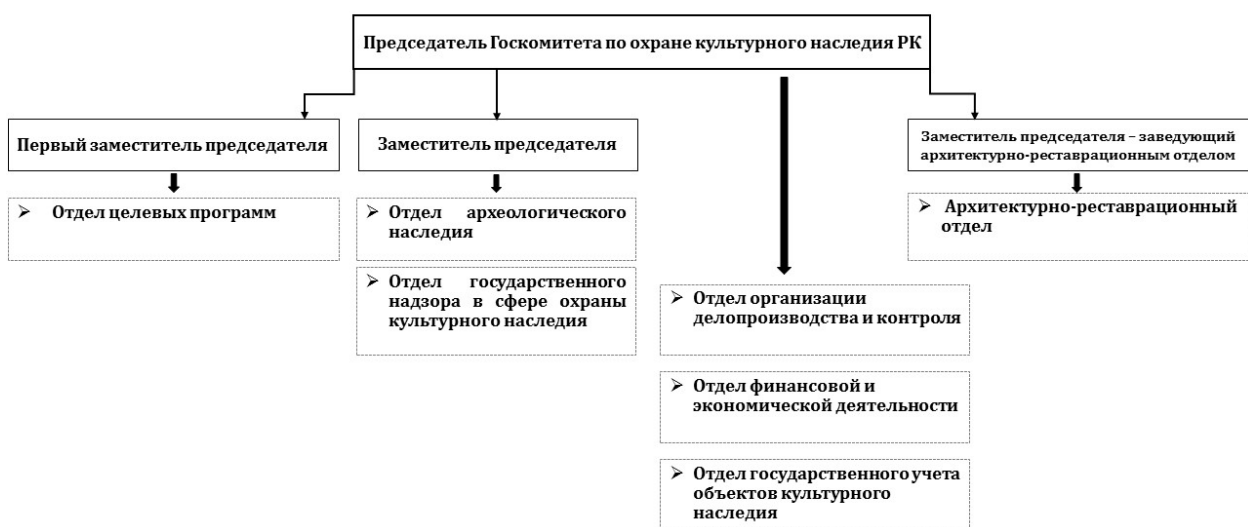 Председатель Госкомитета по охране культурного наследия РК
Первый заместитель председателя
Заместитель председателя
Заместитель председателя – заведующий
архитектурно-реставрационным отделом
➢ Отдел целевых программ
➢ Отдел археологического
наследия
➢ Отдел государственного
надзора в сфере охраны
культурного наследия
➢ Отдел организации
делопроизводства и контроля
➢ Отдел финансовой и
экономической деятельности
➢ Отдел государственного учета
объектов культурного
наследия
➢ Архитектурно-реставрационный
отдел